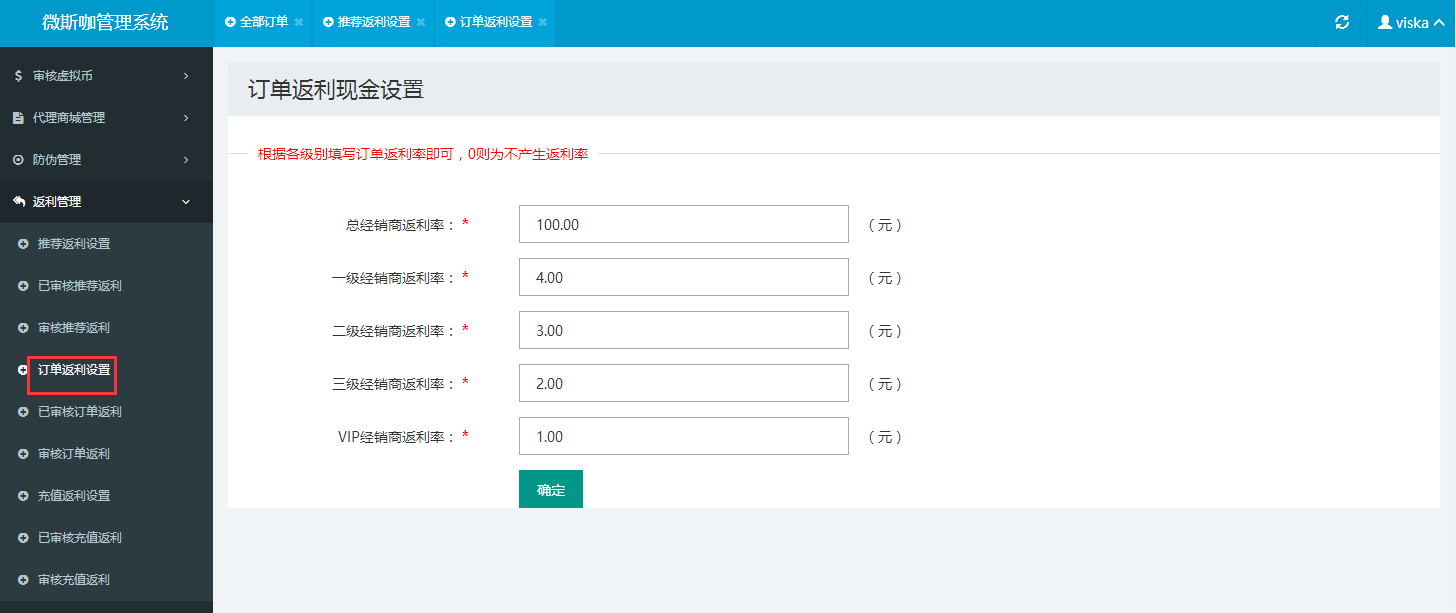 微斯咖管理系统
全部订单
推荐返利设置
订单返利设置
viska
审核虚拟币
代理商城管理
防伪管理
返利管理
推荐返利设置
已审核推荐返利
审核推荐返利
订单返利设置
已审核订单返利
审核订单返利
充值返利设置
已审核充值返利
审核充值返利
订单返利现金设置
根据各级别填写订单返利率即可，0则为不产生返利率
总经销商返利率： * 100.00 （ 元 ）
一级经销商返利率： * 4.00 （ 元 ）
二级经销商返利率： * 3.00 （ 元 ）
三级经销商返利率： * 2.00 （ 元 ）
VIP经销商返利率： * 1.00 （ 元 ）
确定